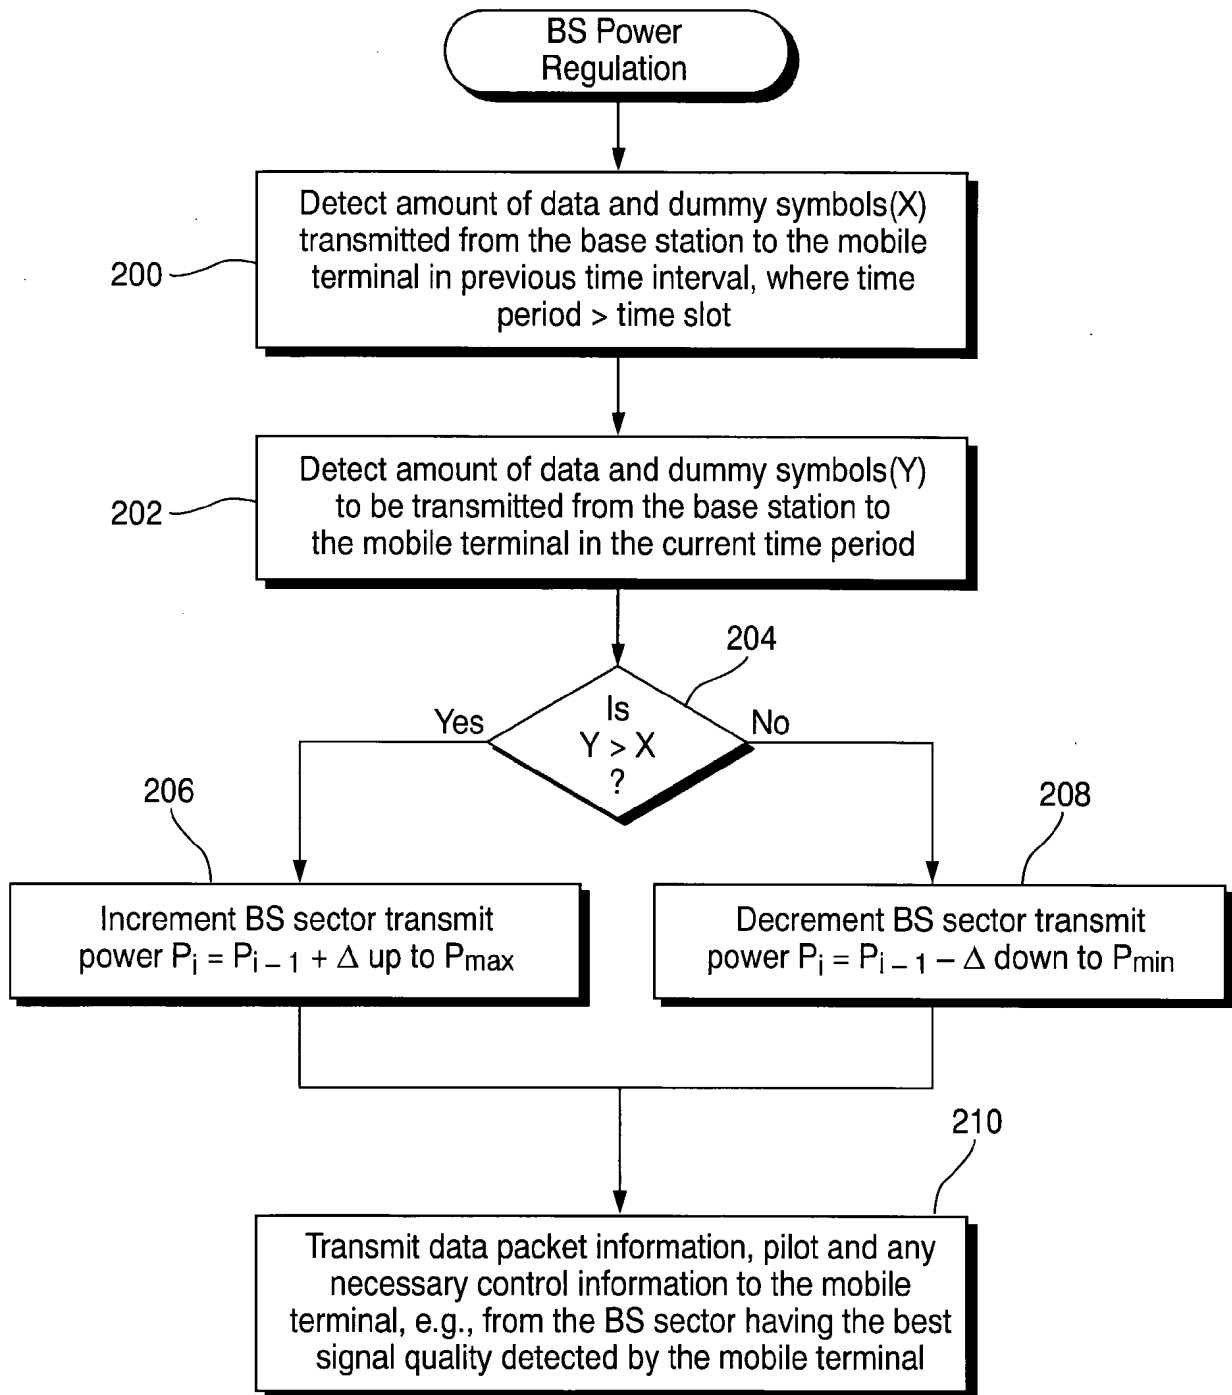 BS Power
Regulation
Detect amount of data and dummy symbols(X)
transmitted from the base station to the mobile
terminal in previous time interval, where time
period > time slot
200
Detect amount of data and dummy symbols(Y)
to be transmitted from the base station to
the mobile terminal in the current time period
202
204
Yes
Is
Y > X
?
No
206
208
Increment BS sector transmit
power Pi = Pi – 1 + Δ up to Pmax
Decrement BS sector transmit
power Pi = Pi – 1 – Δ down to Pmin
210
Transmit data packet information, pilot and any
necessary control information to the mobile
terminal, e.g., from the BS sector having the best
signal quality detected by the mobile terminal